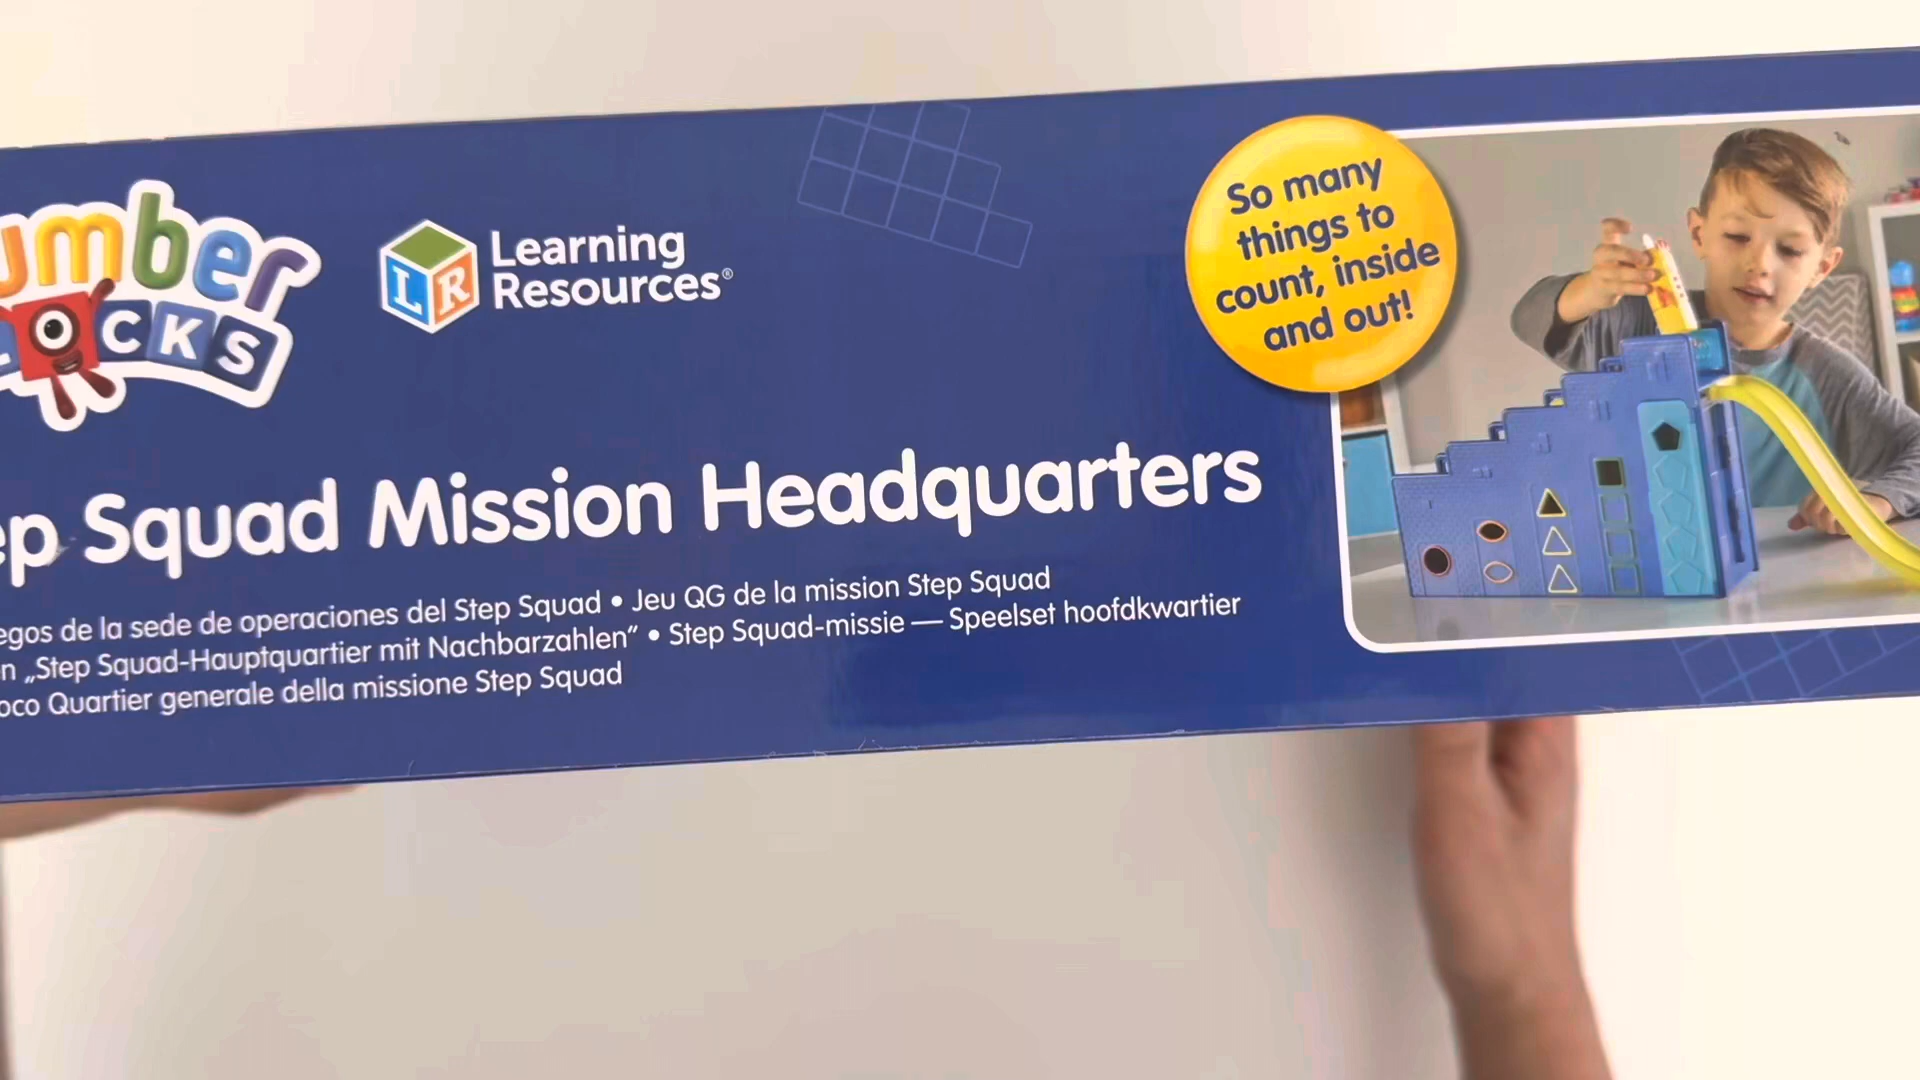 umber
LOCKS
LR
Learning
Resources®
So many
things to
count, inside
and out!
ep Squad Mission Headquarters
egos de la sede de operaciones del Step Squad • Jeu QG de la mission Step Squad
n „Step Squad-Hauptquartier mit Nachbarzahlen” • Step Squad-missie — Speelset hoofdkwartier
oco Quartier generale della missione Step Squad